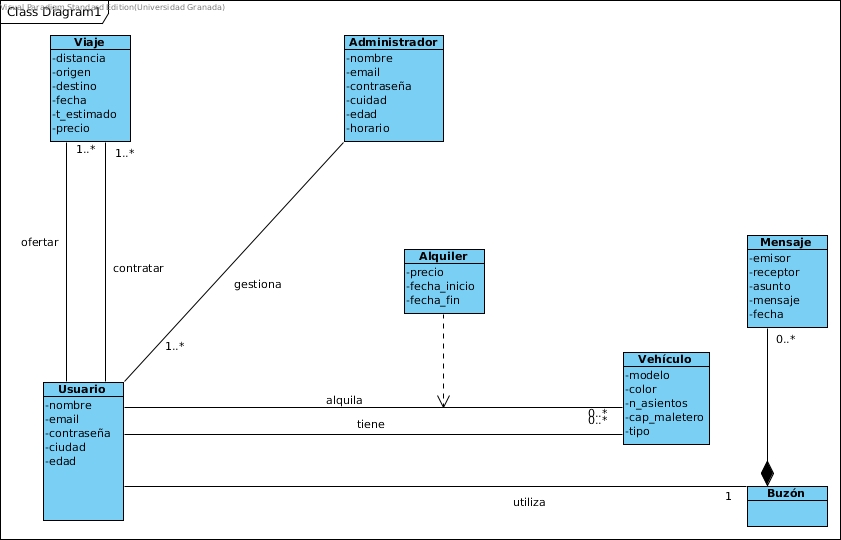 Visual Paradigm Standard Edition(Universidad Granada)
Class Diagram1
Viaje
-distancia
-origen
-destino
-fecha
-t_estimado
-precio
Administrador
-nombre
-email
-contraseña
-cuidad
-edad
-horario
1..*
1..*
ofertar
contratar
gestiona
1..*
Alquiler
-precio
-fecha_inicio
-fecha_fin
Mensaje
-emisor
-receptor
-asunto
-mensaje
-fecha
0..*
Vehículo
-modelo
-color
-n_asientos
-cap_maletero
-tipo
Usuario
-nombre
-email
-contraseña
-ciudad
-edad
alquila
0..*
tiene
0..*
utiliza
1
Buzón